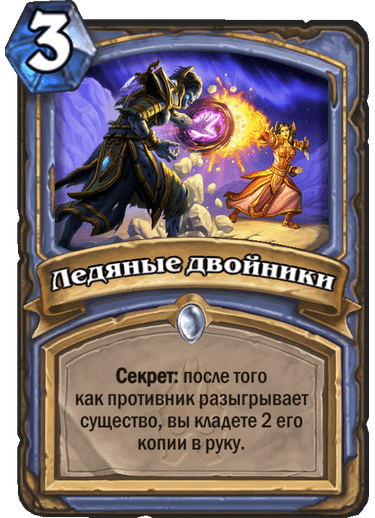 3
Ледяные двойники
Секрет: после того
как противник разыгрывает
существо, вы кладете 2 его
копии в руку.